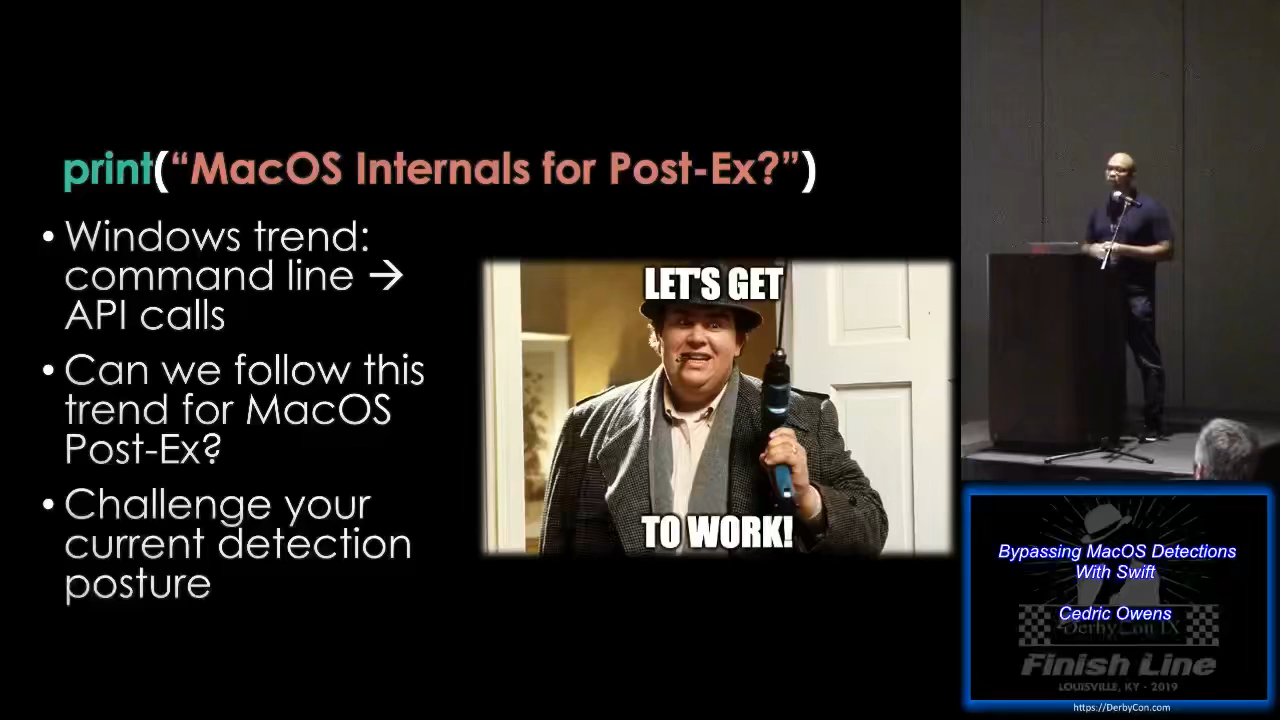 print(“MacOS Internals for Post-Ex?”)
• Windows trend:
command line →
API calls
• Can we follow this
trend for MacOS
Post-Ex?
• Challenge your
current detection
posture
LET'S GET
TO WORK!
Bypassing MacOS Detections
With Swift
Cedric Owens
DerbyCon IX
Finish Line
LOUISVILLE, KY - 2019
https://DerbyCon.com